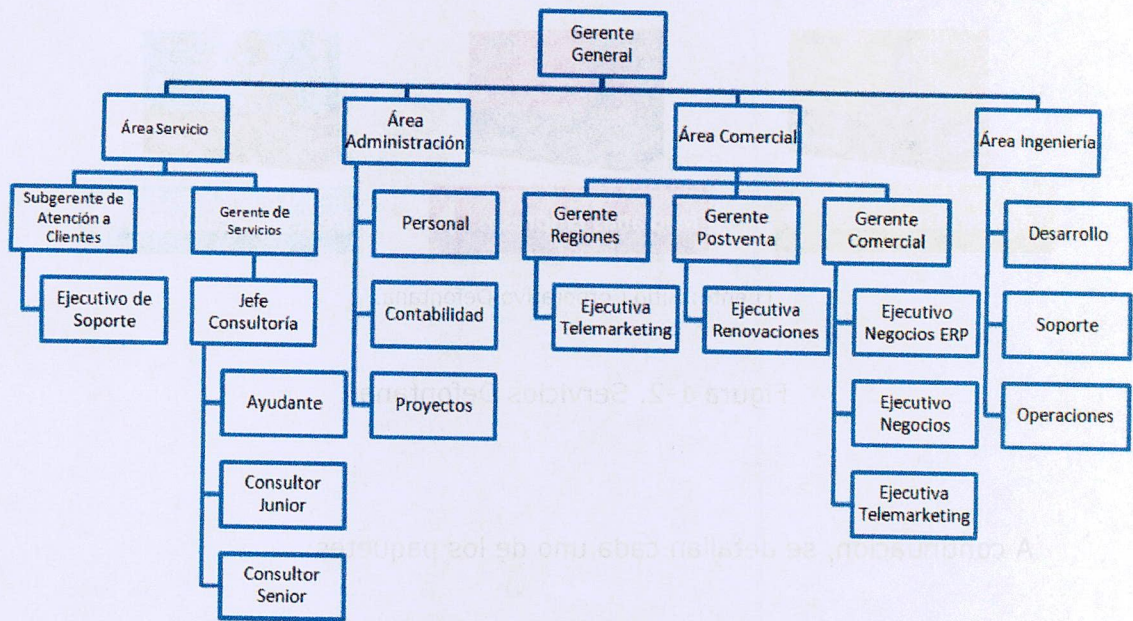 Gerente
General
Área Servicio
Área
Administración
Área Comercial
Área Ingeniería
Subgerente de
Atención a
Clientes
Gerente de
Servicios
Ejecutivo de
Soporte
Jefe
Consultoría
Ayudante
Consultor
Junior
Consultor
Senior
Personal
Contabilidad
Proyectos
Gerente
Regiones
Gerente
Postventa
Gerente
Comercial
Ejecutiva
Telemarketing
Ejecutiva
Renovaciones
Ejecutivo
Negocios ERP
Ejecutivo
Negocios
Ejecutiva
Telemarketing
Desarrollo
Soporte
Operaciones
Figura 4-2. Servicios Defontana
A continuación, se detallan cada uno de los paquetes